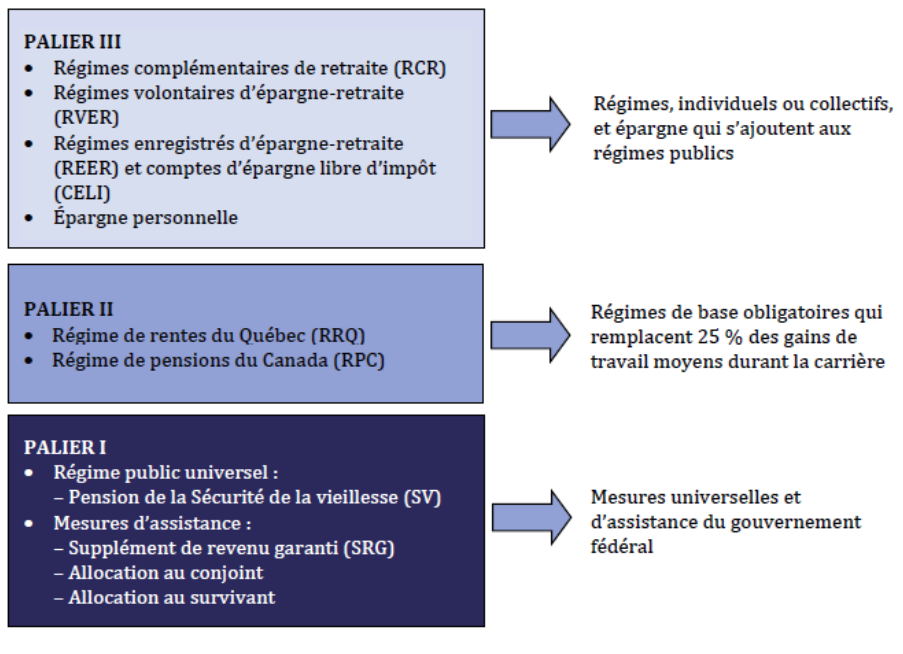 PALIER III
• Régimes complémentaires de retraite (RCR)
• Régimes volontaires d’épargne-retraite
(RVER)
• Régimes enregistrés d’épargne-retraite
(REER) et comptes d’épargne libre d’impôt
(CELI)
• Épargne personnelle
Régimes, individuels ou collectifs,
et épargne qui s’ajoutent aux
régimes publics
PALIER II
• Régime de rentes du Québec (RRQ)
• Régime de pensions du Canada (RPC)
Régimes de base obligatoires qui
remplacent 25 % des gains de
travail moyens durant la carrière
PALIER I
• Régime public universel :
– Pension de la Sécurité de la vieillesse (SV)
• Mesures d’assistance :
– Supplément de revenu garanti (SRG)
– Allocation au conjoint
– Allocation au survivant
Mesures universelles et
d’assistance du gouvernement
fédéral